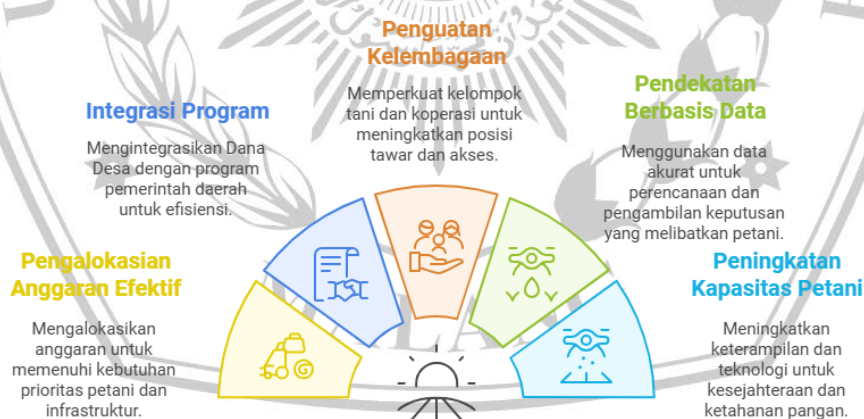 Penguatan
Kelembagaan
Memperkuat kelompok
tani dan koperasi untuk
meningkatkan posisi
tawar dan akses.
Integrasi Program
Mengintegrasikan Dana
Desa dengan program
pemerintah daerah
untuk efisiensi.
Pendekatan
Berbasis Data
Menggunakan data
akurat untuk
perencanaan dan
pengambilan keputusan
yang melibatkan petani.
Pengalokasian
Anggaran Efektif
Mengalokasikan
anggaran untuk
memenuhi kebutuhan
prioritas petani dan
infrastruktur.
Peningkatan
Kapasitas Petani
Meningkatkan
keterampilan dan
teknologi untuk
kesejahteraan dan
ketahanan pangan.